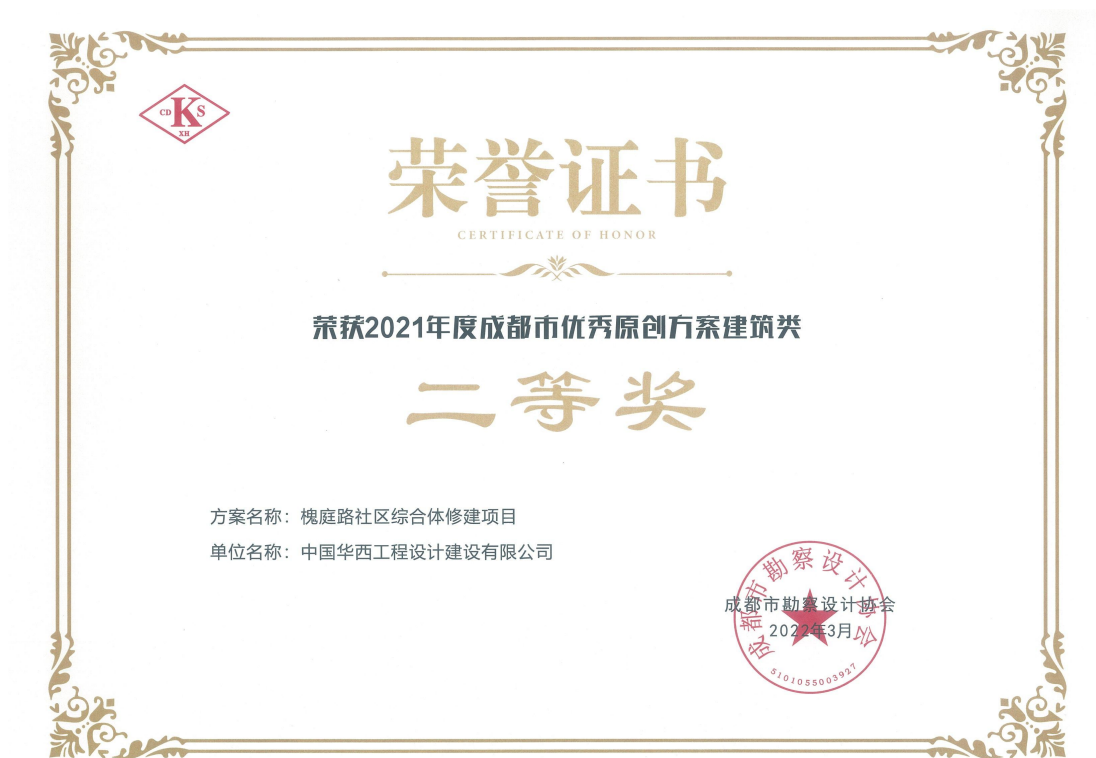 CD K S
XH
荣誉证书
CERTIFICATE OF HONOR
荣获2021年度成都市优秀原创方案建筑类
二等奖
方案名称：槐庭路社区综合体修建项目
单位名称：中国华西工程设计建设有限公司
成都市勘察设计协会
2022年3月
成都市勘察设计协会
5101055003927